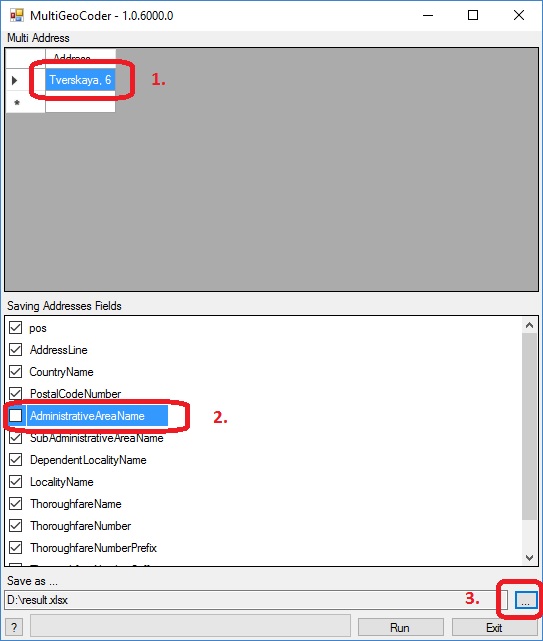 MultiGeoCoder - 1.0.6000.0
Multi Address
Address
Tverskaya, 6
1.
*
Saving Addresses Fields
pos
AddressLine
CountryName
PostalCodeNumber
AdministrativeAreaName
2.
SubAdministrativeAreaName
DependentLocalityName
LocalityName
ThoroughfareName
ThoroughfareNumber
ThoroughfareNumberPrefix
Save as ...
D:\result.xlsx
3.
...
?
Run
Exit